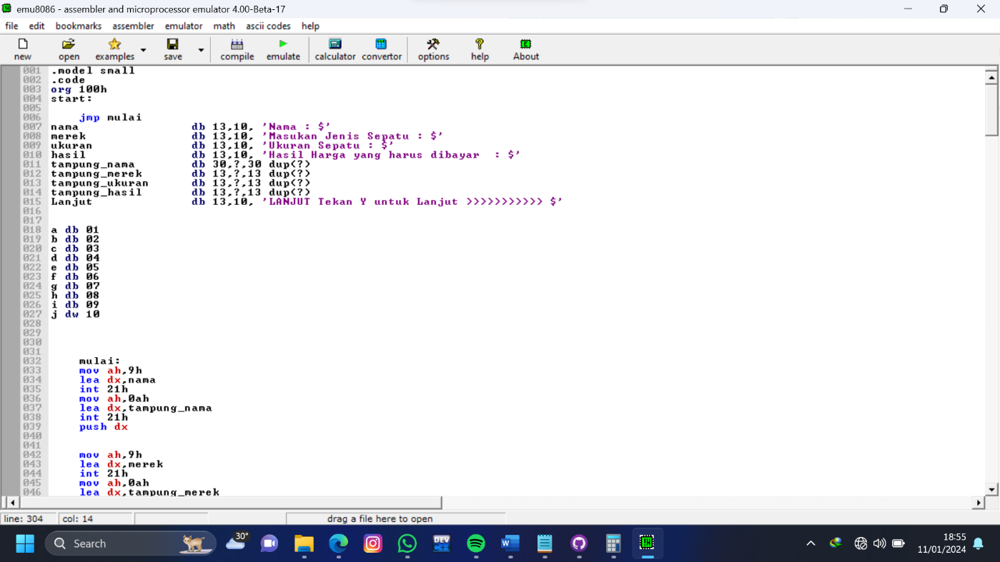 emu8086 - assembler and microprocessor emulator 4.00-Beta-17
file edit bookmarks assembler emulator math ascii codes help
new open examples save compile emulate calculator convertor options help About
001 .model small
002 .code
003 org 100h
004 start:
005
006 jmp mulai
007 nama db 13,10, 'Nama : $'
008 merek db 13,10, 'Masukan Jenis Sepatu : $'
009 ukuran db 13,10, 'Ukuran Sepatu : $'
010 hasil db 13,10, 'Hasil Harga yang harus dibayar  : $'
011 tampung_nama db 30,?,30 dup(?)
012 tampung_merek db 13,?,13 dup(?)
013 tampung_ukuran db 13,?,13 dup(?)
014 tampung_hasil db 13,?,13 dup(?)
015 Lanjut db 13,10, 'LANJUT Tekan Y untuk Lanjut >>>>>>>>>>> $'
016
017
018 a db 01
019 b db 02
020 c db 03
021 d db 04
022 e db 05
023 f db 06
024 g db 07
025 h db 08
026 i db 09
027 j dw 10
028
029
030
031
032 mulai:
033 mov ah,9h
034 lea dx,nama
035 int 21h
036 mov ah,0ah
037 lea dx,tampung_nama
038 int 21h
039 push dx
040
041
042 mov ah,9h
043 lea dx,merek
044 int 21h
045 mov ah,0ah
046 lea dx,tampung_merek
line: 304 col: 14 drag a file here to open
Search 30° DEV C++ W 18:55
11/01/2024